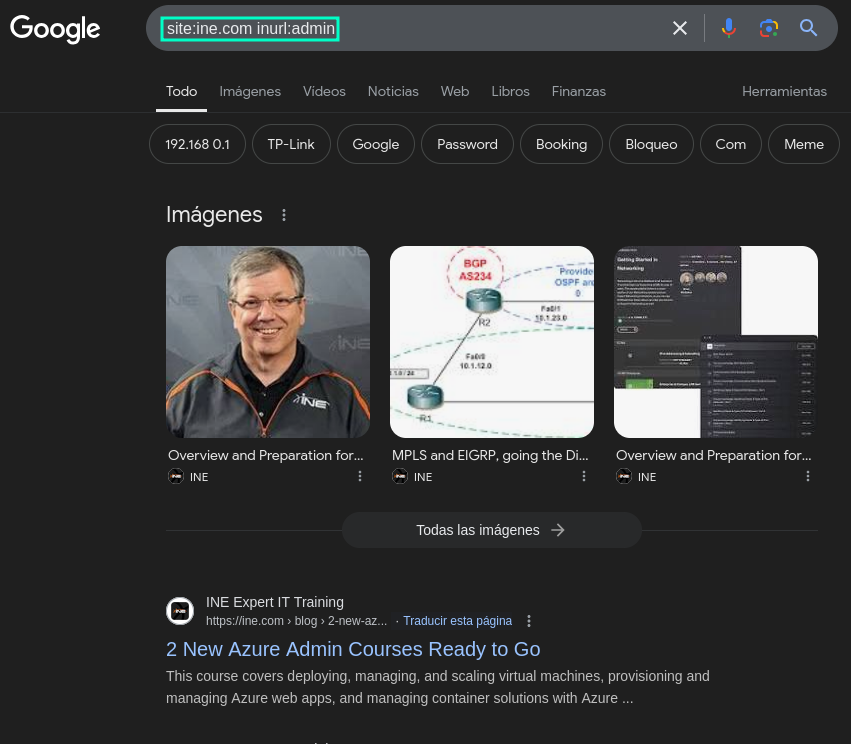 Google
site:ine.com inurl:admin
Todo Imágenes Vídeos Noticias Web Libros Finanzas Herramientas
192.168 0.1 TP-Link Google Password Booking Bloqueo Com Meme
Imágenes
INE
BGP
AS234
Provide
OSPF an
0
R2
Fa0/1
10.1.23.0
Fa0/0
10.1.12.0
R1
Getting Started in
Networking
Overview and Preparation for...
INE
MPLS and EIGRP, going the Di...
INE
Overview and Preparation for...
INE
Todas las imágenes
INE Expert IT Training
https://ine.com › blog › 2-new-az... · Traducir esta página
2 New Azure Admin Courses Ready to Go
This course covers deploying, managing, and scaling virtual machines, provisioning and
managing Azure web apps, and managing container solutions with Azure ...